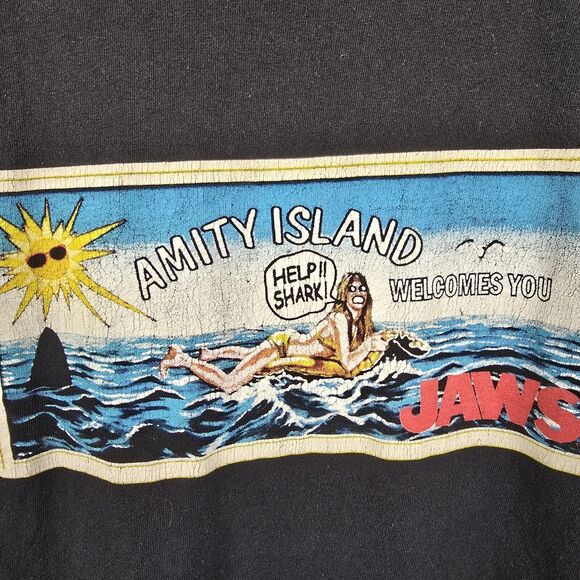 AMITY ISLAND
HELP!!
SHARK!
WELCOMES YOU
JAWS